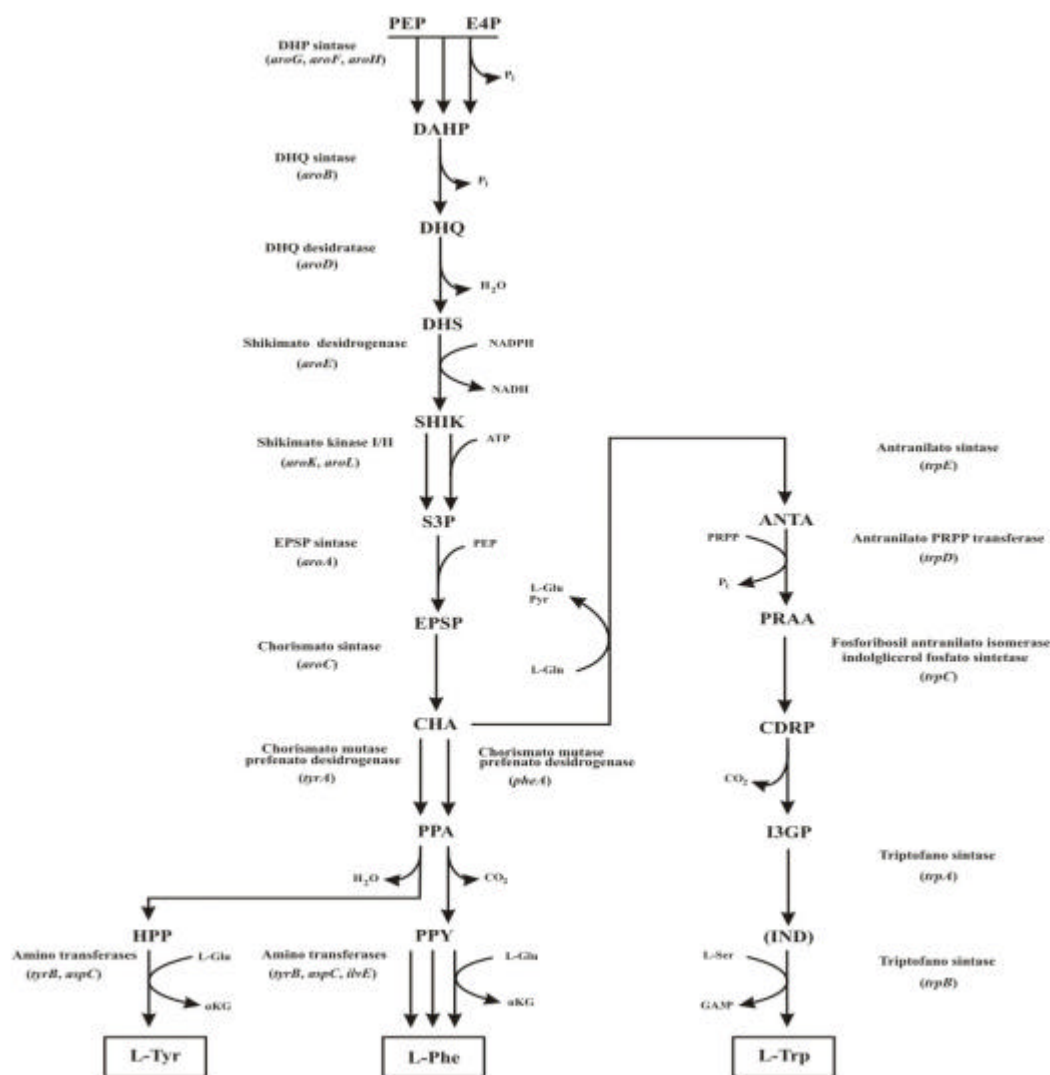 PEP E4P
DHP sintase
(aroG, aroF, aroH)
Pi
DAHP
DHQ sintase
(aroB)
Pi
DHQ
DHQ desidratase
(aroD)
H2O
DHS
Shikimato desidrogenase
(aroE)
NADPH
NADH
SHIK
Shikimato kinase I/II
(aroK, aroL)
ATP
S3P
EPSP sintase
(aroA)
PEP
EPSP
Chorismato sintase
(aroC)
L-Glu
Pyr
L-Gln
CHA
Chorismato mutase
prefenato desidrogenase
(tyrA)
Chorismato mutase
prefenato desidrogenase
(pheA)
PPA
H2O
CO2
HPP
Amino transferases
(tyrB, aspC)
L-Glu
αKG
L-Tyr
PPY
Amino transferases
(tyrB, aspC, ilvE)
L-Glu
αKG
L-Phe
Antranilato sintase
(trpE)
ANTA
PRPP
Antranilato PRPP transferase
(trpD)
Pi
PRAA
Fosforibosil antranilato isomerase
indolglicerol fosfato sintetase
(trpC)
CDRP
CO2
I3GP
Triptofano sintase
(trpA)
(IND)
L-Ser
Triptofano sintase
(trpB)
GA3P
L-Trp